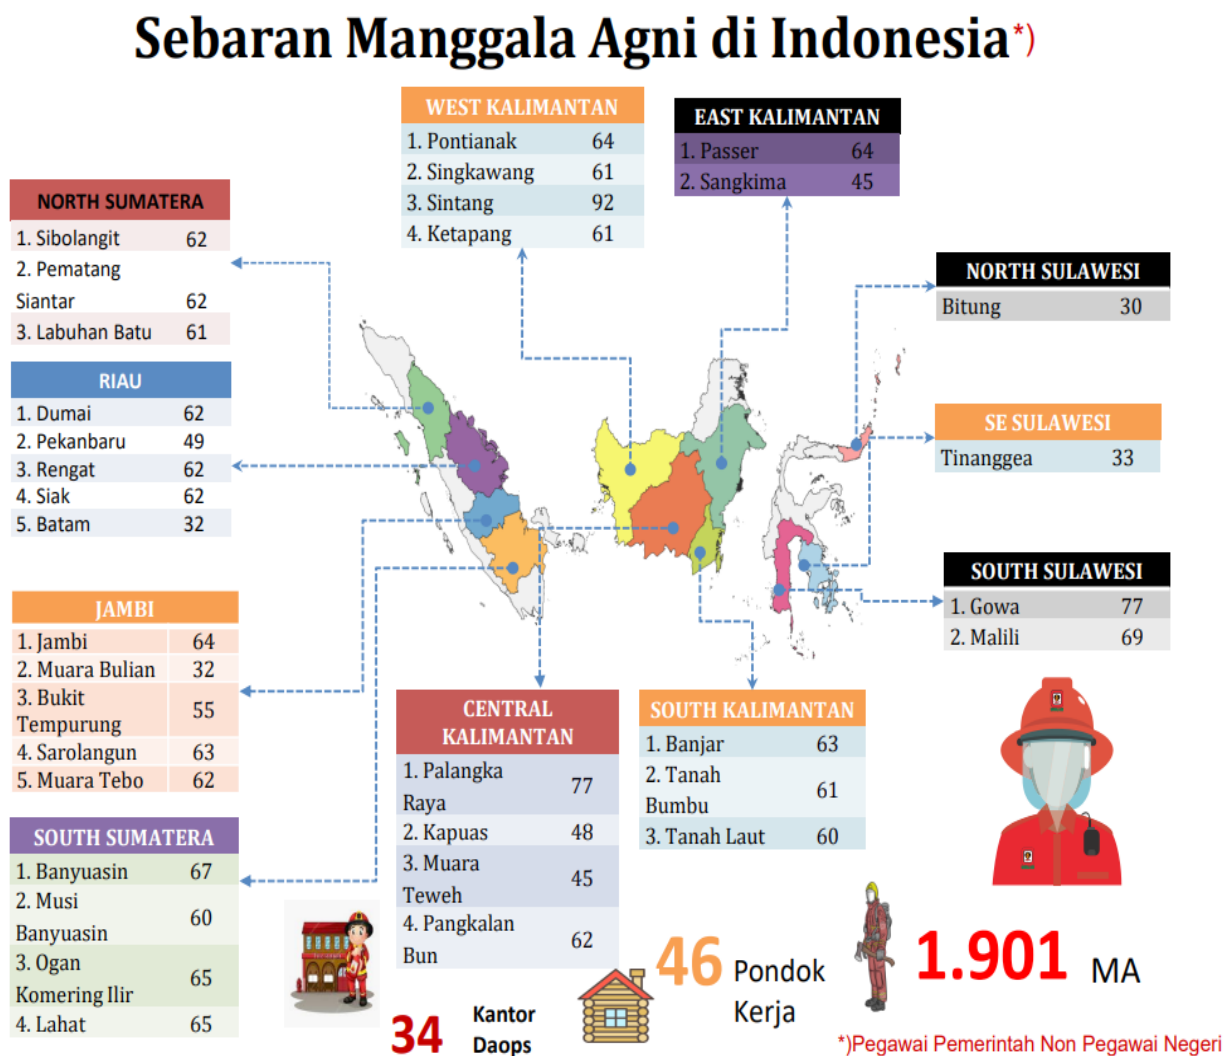 Sebaran Manggala Agni di Indonesia*)
WEST KALIMANTAN
1. Pontianak 64
2. Singkawang 61
3. Sintang 92
4. Ketapang 61
EAST KALIMANTAN
1. Passer 64
2. Sangkima 45
NORTH SUMATERA
1. Sibolangit 62
2. Pematang
Siantar 62
3. Labuhan Batu 61
NORTH SULAWESI
Bitung 30
RIAU
1. Dumai 62
2. Pekanbaru 49
3. Rengat 62
4. Siak 62
5. Batam 32
SE SULAWESI
Tinanggea 33
SOUTH SULAWESI
1. Gowa 77
2. Malili 69
JAMBI
1. Jambi 64
2. Muara Bulian 32
3. Bukit
Tempurung 55
4. Sarolangun 63
5. Muara Tebo 62
CENTRAL
KALIMANTAN
1. Palangka
Raya 77
2. Kapuas 48
3. Muara
Teweh 45
4. Pangkalan
Bun 62
SOUTH KALIMANTAN
1. Banjar 63
2. Tanah
Bumbu 61
3. Tanah Laut 60
SOUTH SUMATERA
1. Banyuasin 67
2. Musi
Banyuasin 60
3. Ogan
Komering Ilir 65
4. Lahat 65
34 Kantor
Daops
46 Pondok
Kerja
1.901 MA
*)Pegawai Pemerintah Non Pegawai Negeri